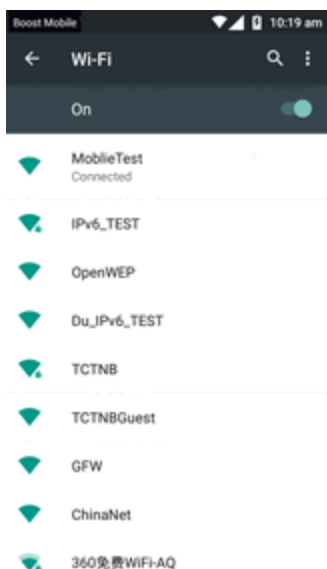 Boost Mobile 10:19 am
Wi-Fi
On
MoblieTest
Connected
IPv6_TEST
OpenWEP
Du_IPv6_TEST
TCTNB
TCTNBGuest
GFW
ChinaNet
360免费WiFi-AQ